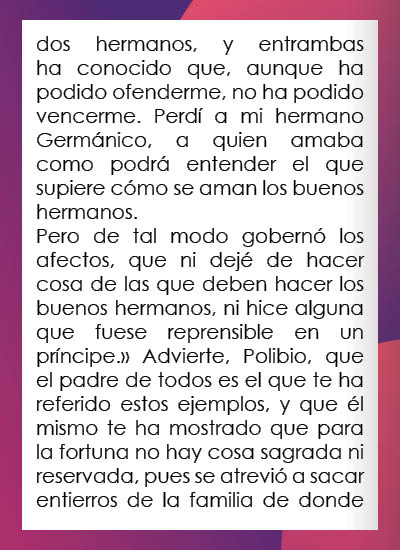 dos hermanos, y entrambas
ha conocido que, aunque ha
podido ofenderme, no ha podido
vencerme. Perdí a mi hermano
Germánico, a quien amaba
como podrá entender el que
supiere cómo se aman los buenos
hermanos.
Pero de tal modo gobernó los
afectos, que ni dejé de hacer
cosa de las que deben hacer los
buenos hermanos, ni hice alguna
que fuese reprensible en un
príncipe.» Advierte, Polibio, que
el padre de todos es el que te ha
referido estos ejemplos, y que él
mismo te ha mostrado que para
la fortuna no hay cosa sagrada ni
reservada, pues se atrevió a sacar
entierros de la familia de donde